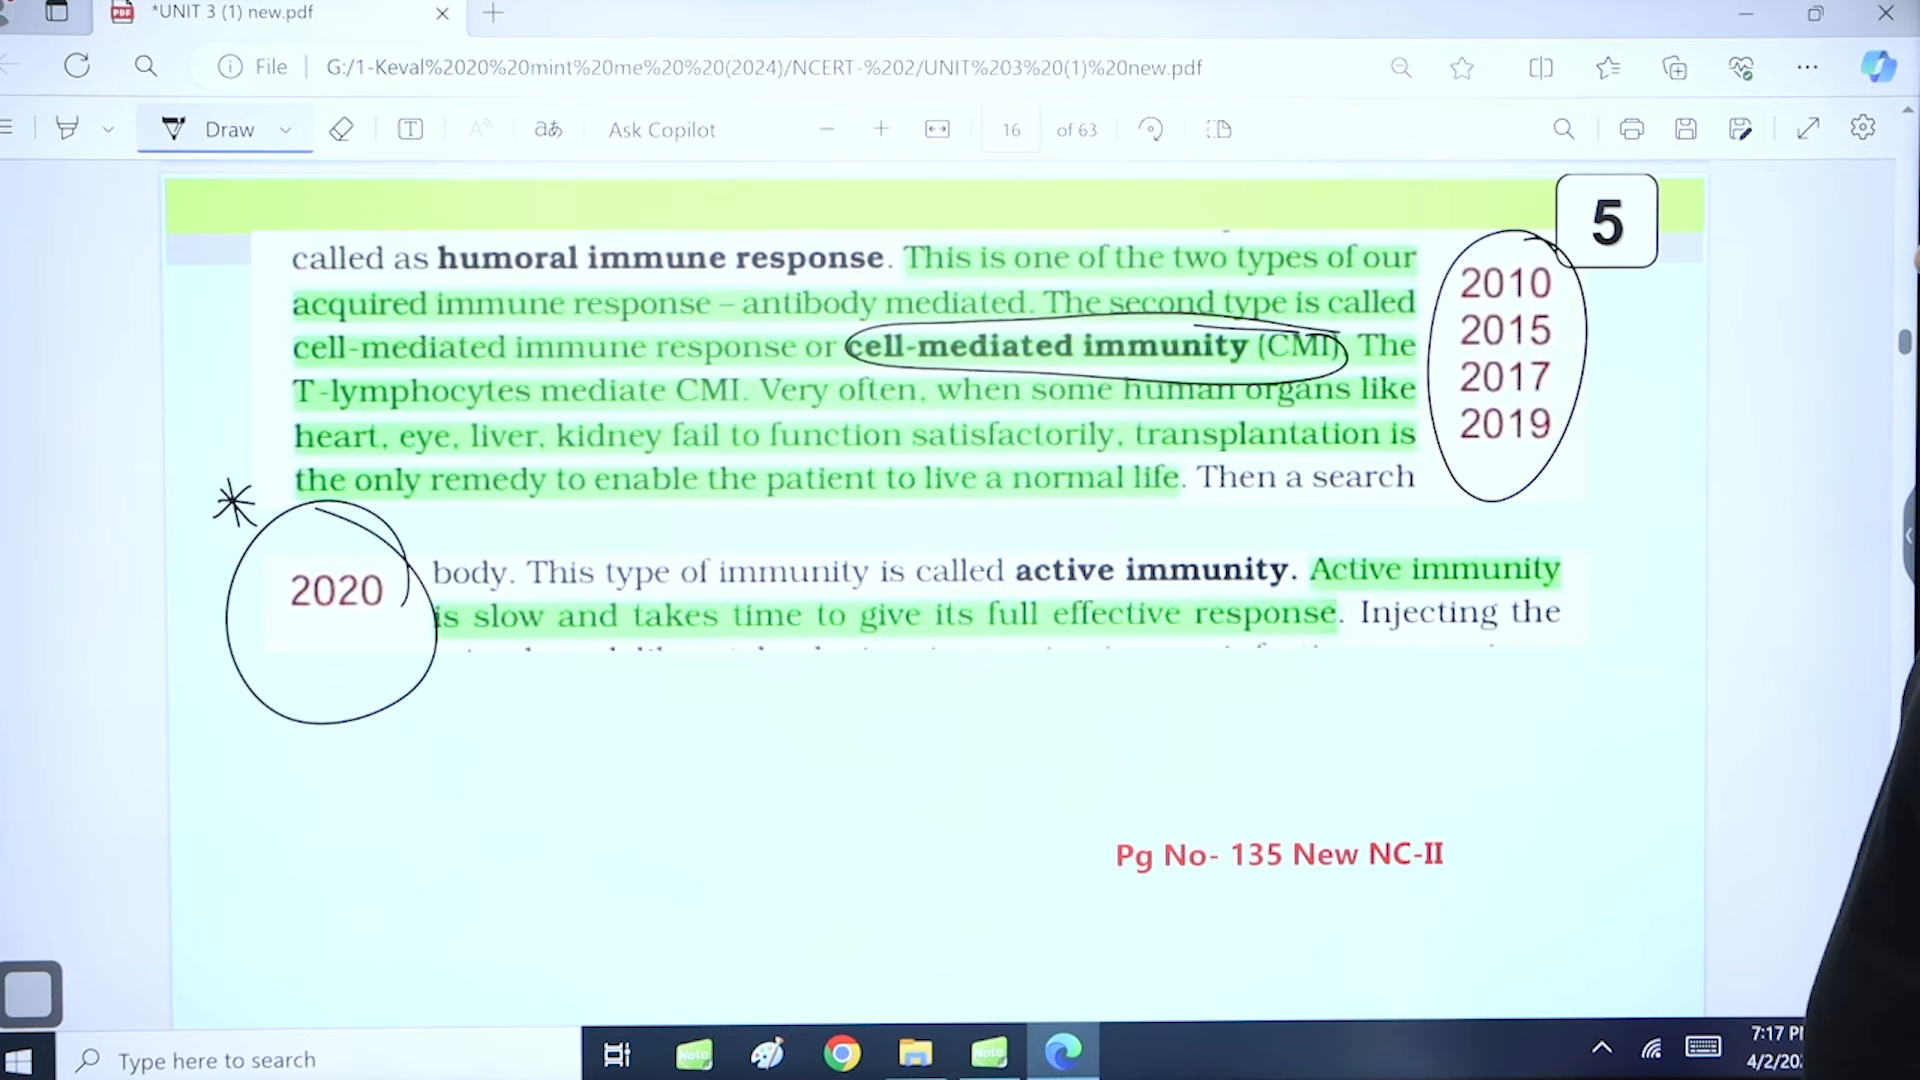 *UNIT 3 (1) new.pdf
File
G:/1-Keval%2020%20mint%20me%20%20(2024)/NCERT-%202/UNIT%203%20(1)%20new.pdf
Draw
Ask Copilot
16 of 63
5
called as humoral immune response. This is one of the two types of our
acquired immune response – antibody mediated. The second type is called
cell-mediated immune response or cell-mediated immunity (CMI). The
T-lymphocytes mediate CMI. Very often, when some human organs like
heart, eye, liver, kidney fail to function satisfactorily, transplantation is
the only remedy to enable the patient to live a normal life. Then a search
2010
2015
2017
2019
2020
body. This type of immunity is called active immunity. Active immunity
is slow and takes time to give its full effective response. Injecting the
Pg No- 135 New NC-II
Type here to search
7:17